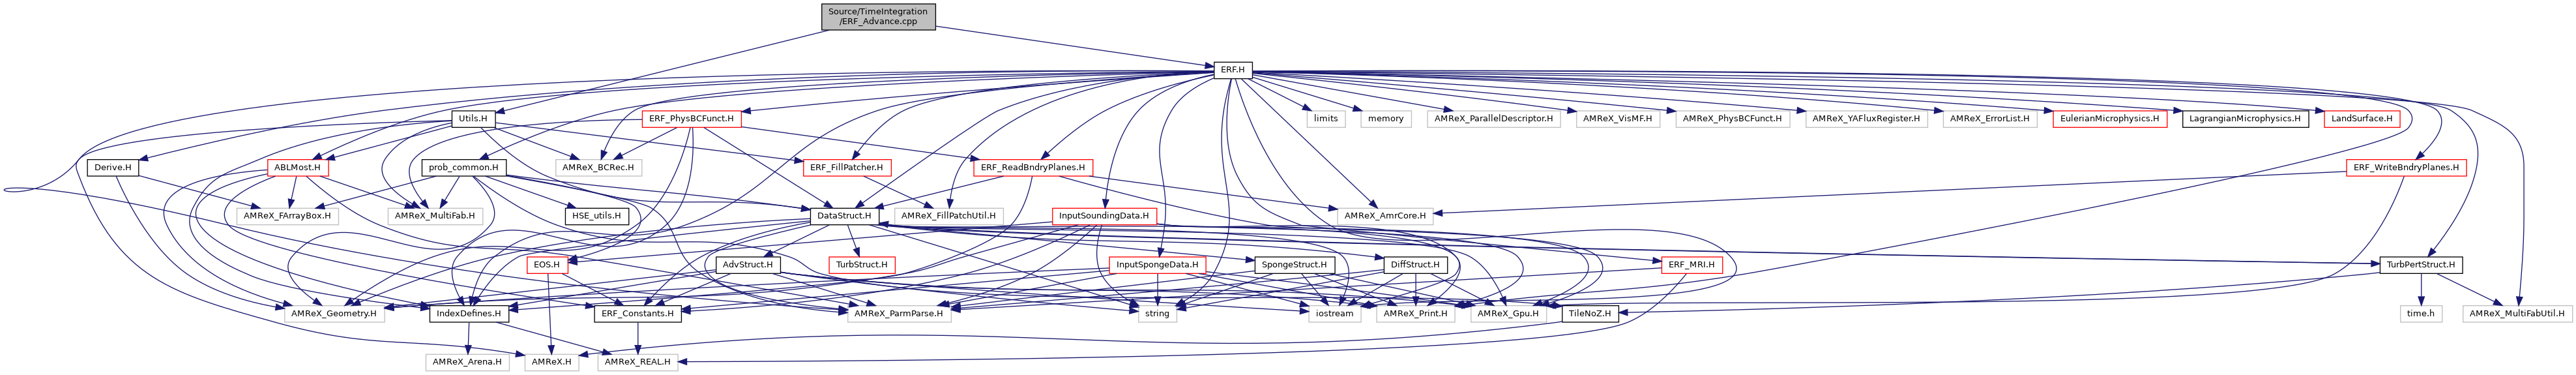 Source/TimeIntegration
/ERF_Advance.cpp
ERF.H
Utils.H
ERF_PhysBCFunct.H
limits
memory
AMReX_ParallelDescriptor.H
AMReX_VisMF.H
AMReX_PhysBCFunct.H
AMReX_YAFluxRegister.H
AMReX_ErrorList.H
EulerianMicrophysics.H
LagrangianMicrophysics.H
LandSurface.H
Derive.H
ABLMost.H
prob_common.H
AMReX_BCRec.H
ERF_FillPatcher.H
ERF_ReadBndryPlanes.H
ERF_WriteBndryPlanes.H
AMReX_FArrayBox.H
AMReX_MultiFab.H
HSE_utils.H
DataStruct.H
AMReX_FillPatchUtil.H
InputSoundingData.H
AMReX_AmrCore.H
EOS.H
AdvStruct.H
TurbStruct.H
InputSpongeData.H
SpongeStruct.H
DiffStruct.H
ERF_MRI.H
TurbPertStruct.H
AMReX_Geometry.H
IndexDefines.H
ERF_Constants.H
AMReX_ParmParse.H
string
iostream
AMReX_Print.H
AMReX_Gpu.H
TileNoZ.H
time.h
AMReX_MultiFabUtil.H
AMReX_Arena.H
AMReX.H
AMReX_REAL.H